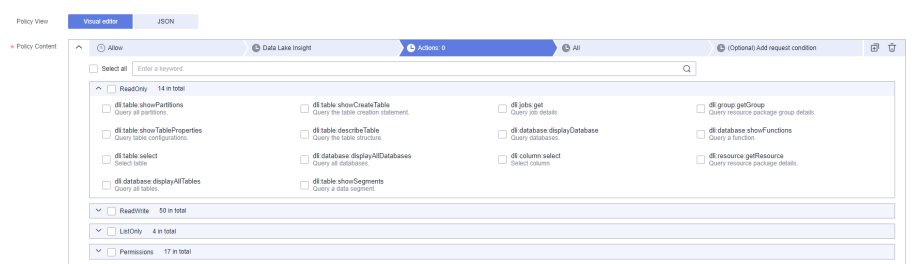 Policy View Visual editor JSON
* Policy Content Allow Data Lake Insight Actions: 0 All (Optional) Add request condition
Select all Enter a keyword.
ReadOnly 14 in total
dli:table:showPartitions dli:table:showCreateTable dli:jobs:get dli:group:getGroup
Query all partitions. Query the table creation statement. Query job details Query resource package group details.
dli:table:showTableProperties dli:table:describeTable dli:database:displayDatabase dli:database:showFunctions
Query table configurations. Query the table structure. Query databases. Query a function.
dli:table:select dli:database:displayAllDatabases dli:column:select dli:resource:getResource
Select table Query all databases. Select column Query resource package details.
dli:database:displayAllTables dli:table:showSegments
Query all tables. Query a data segment.
ReadWrite 50 in total
ListOnly 4 in total
Permissions 17 in total